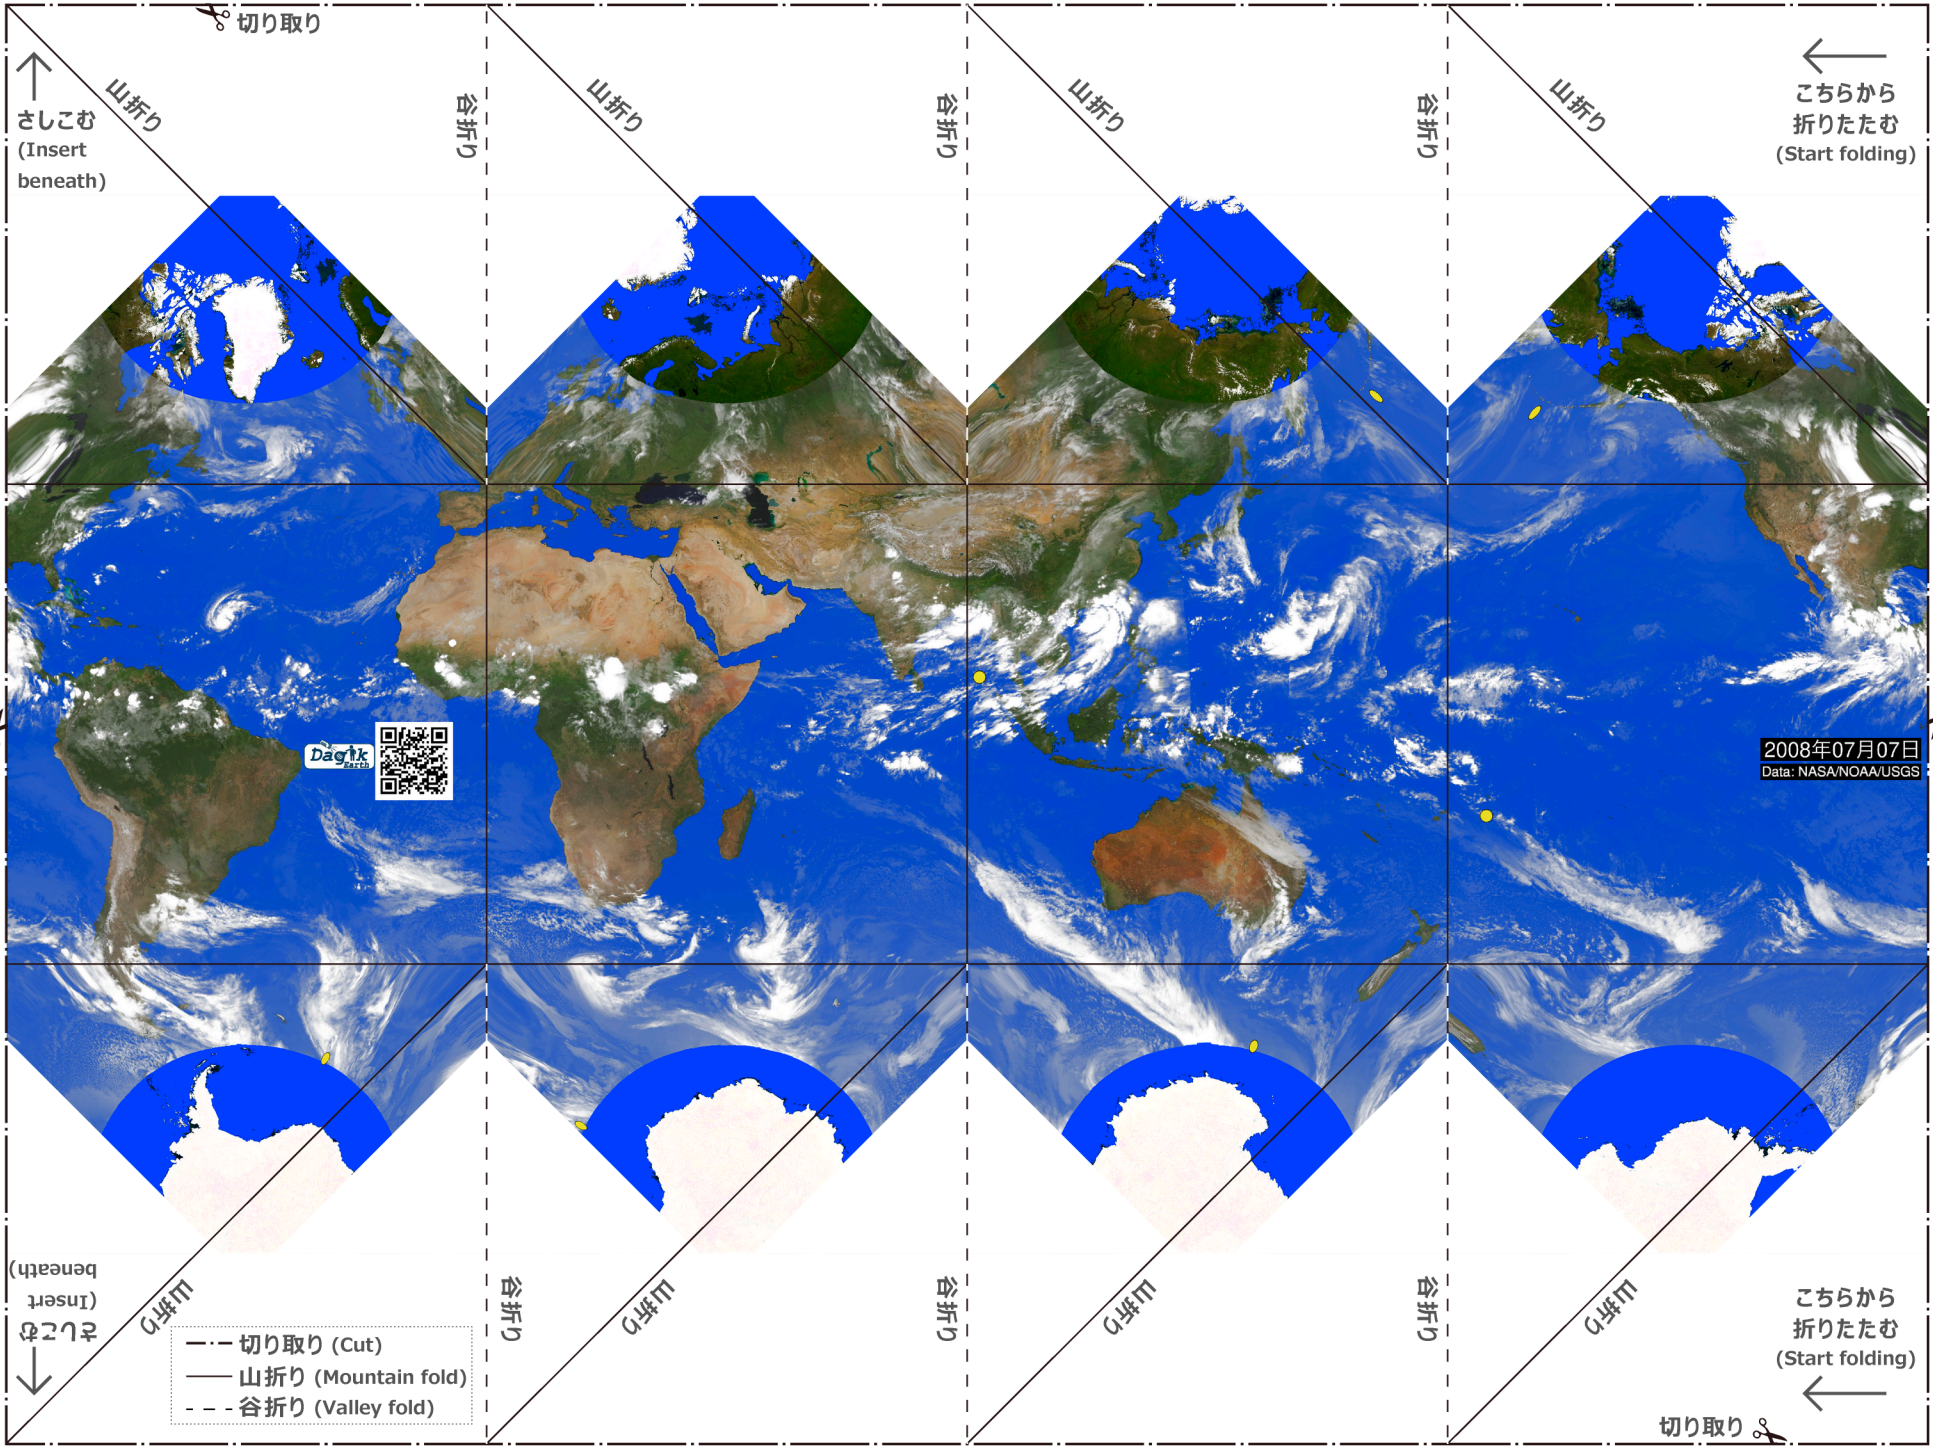 切り取り
さしこむ
(Insert
beneath)
山折り
谷折り
山折り
谷折り
山折り
谷折り
山折り
こちらから
折りたたむ
(Start folding)
Dagik
Earth
2008年07月07日
Data: NASA/NOAA/USGS
さしこむ
(Insert
beneath)
山折り
谷折り
山折り
谷折り
山折り
谷折り
山折り
こちらから
折りたたむ
(Start folding)
切り取り (Cut)
山折り (Mountain fold)
谷折り (Valley fold)
切り取り